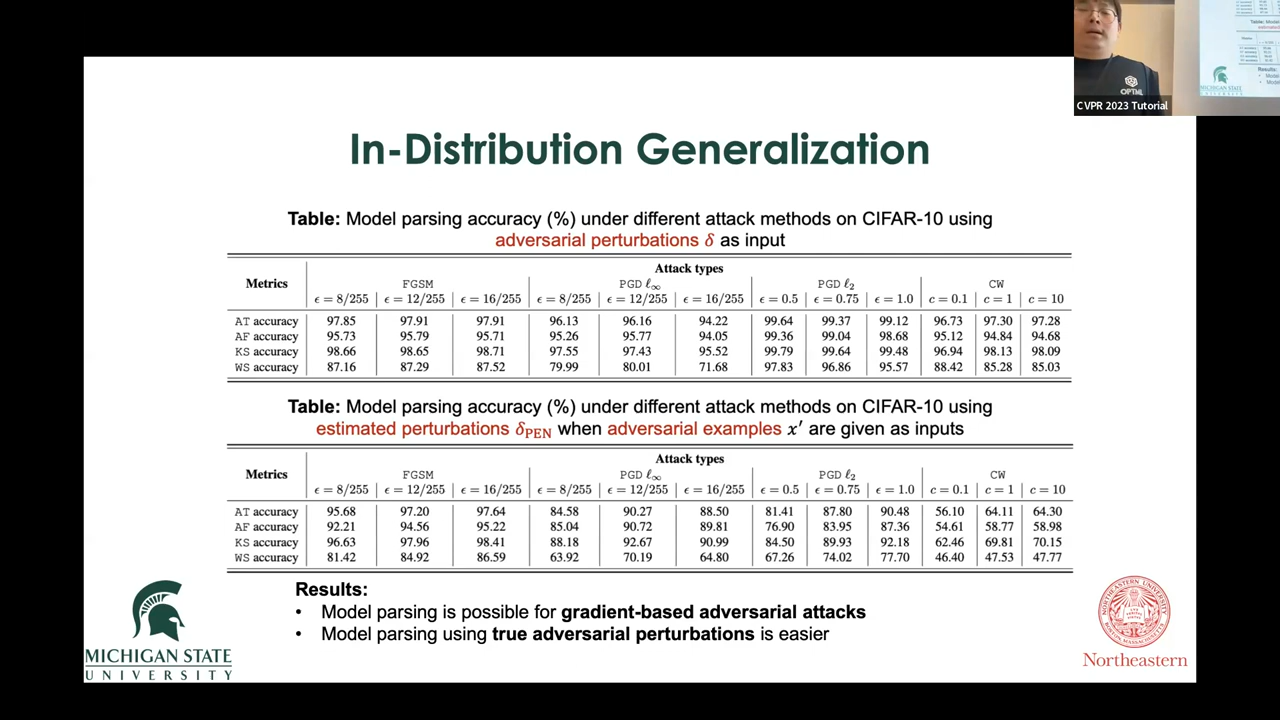 In-Distribution Generalization
Table: Model parsing accuracy (%) under different attack methods on CIFAR-10 using
adversarial perturbations δ as input
Metrics | Attack types
FGSM | PGD ℓ∞ | PGD ℓ2 | CW
ϵ = 8/255 | ϵ = 12/255 | ϵ = 16/255 | ϵ = 8/255 | ϵ = 12/255 | ϵ = 16/255 | ϵ = 0.5 | ϵ = 0.75 | ϵ = 1.0 | c = 0.1 | c = 1 | c = 10
AT accuracy 97.85 97.91 97.91 96.13 96.16 94.22 99.64 99.37 99.12 96.73 97.30 97.28
AF accuracy 95.73 95.79 95.71 95.26 95.77 94.05 99.36 99.04 98.68 95.12 94.84 94.68
KS accuracy 98.66 98.65 98.71 97.55 97.43 95.52 99.79 99.64 99.48 96.94 98.13 98.09
WS accuracy 87.16 87.29 87.52 79.99 80.01 71.68 97.83 96.86 95.57 88.42 85.28 85.03
Table: Model parsing accuracy (%) under different attack methods on CIFAR-10 using
estimated perturbations δPEN when adversarial examples x′ are given as inputs
Metrics | Attack types
FGSM | PGD ℓ∞ | PGD ℓ2 | CW
ϵ = 8/255 | ϵ = 12/255 | ϵ = 16/255 | ϵ = 8/255 | ϵ = 12/255 | ϵ = 16/255 | ϵ = 0.5 | ϵ = 0.75 | ϵ = 1.0 | c = 0.1 | c = 1 | c = 10
AT accuracy 95.68 97.20 97.64 84.58 90.27 88.50 81.41 87.80 90.48 56.10 64.11 64.30
AF accuracy 92.21 94.56 95.22 85.04 90.72 89.81 76.90 83.95 87.36 54.61 58.77 58.98
KS accuracy 96.63 97.96 98.41 88.18 92.67 90.99 84.50 89.93 92.18 62.46 69.81 70.15
WS accuracy 81.42 84.92 86.59 63.92 70.19 64.80 67.26 74.02 77.70 46.40 47.53 47.77
Results:
• Model parsing is possible for gradient-based adversarial attacks
• Model parsing using true adversarial perturbations is easier
MICHIGAN STATE
UNIVERSITY
Northeastern
OPTML
CVPR 2023 Tutorial
Results:
MICHIGAN STATE